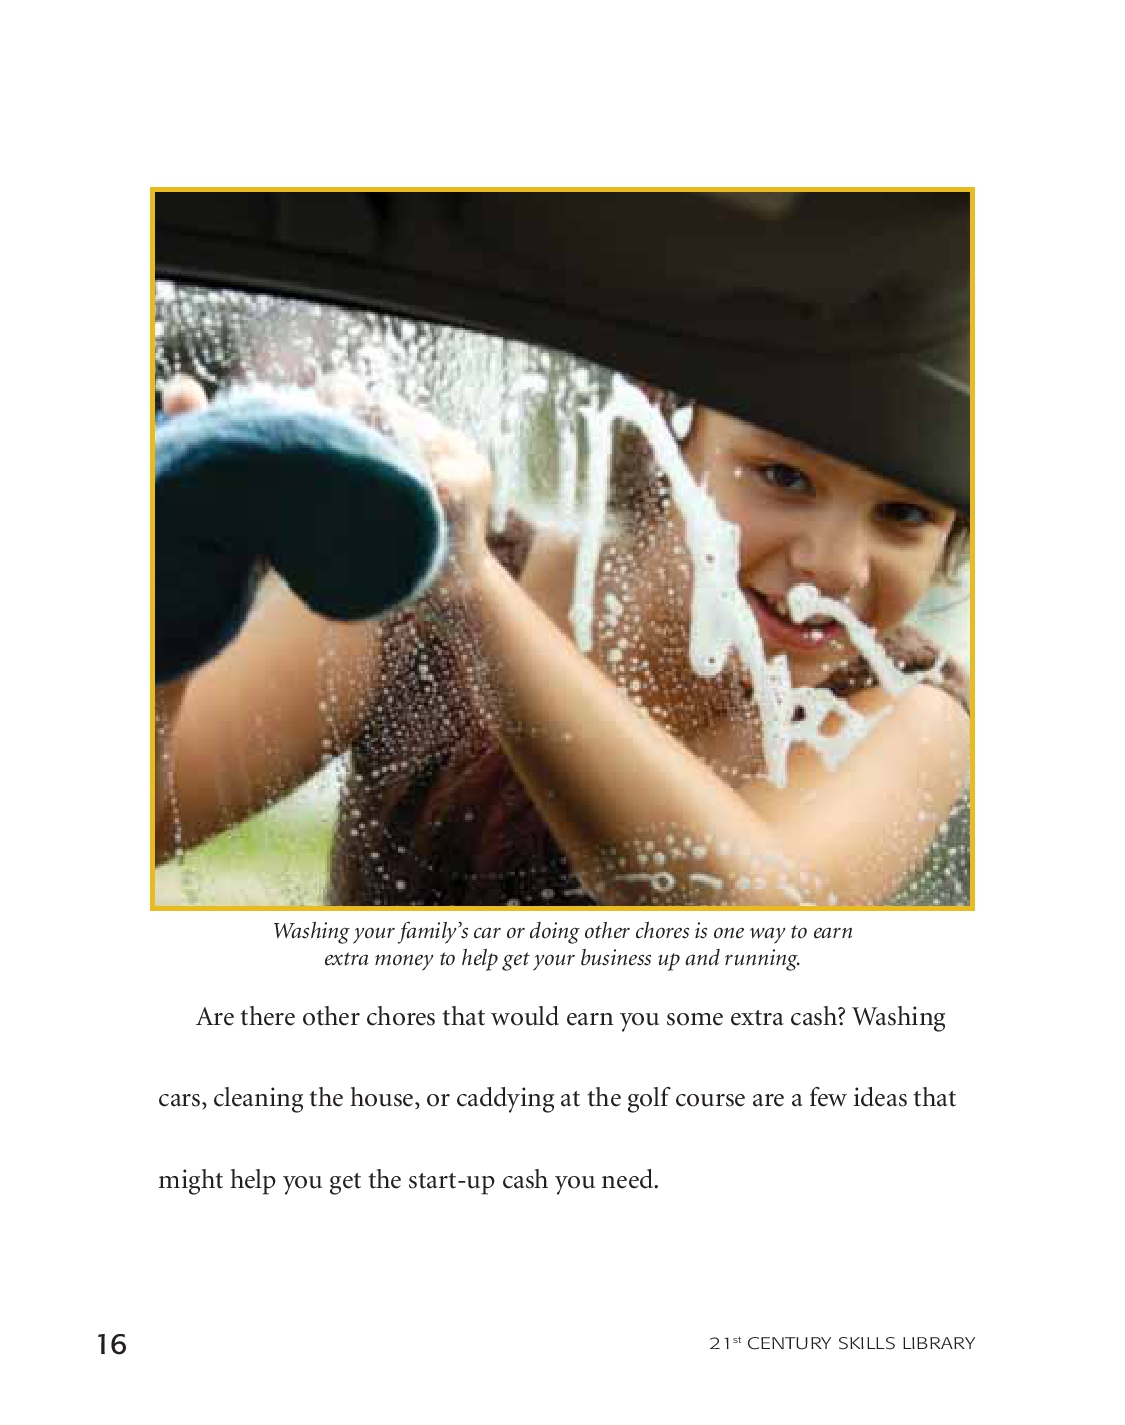 Washing your family's car or doing other chores is one way to earn
extra money to help get your business up and running.
Are there other chores that would earn you some extra cash? Washing
cars, cleaning the house, or caddying at the golf course are a few ideas that
might help you get the start-up cash you need.
16
21st CENTURY SKILLS LIBRARY